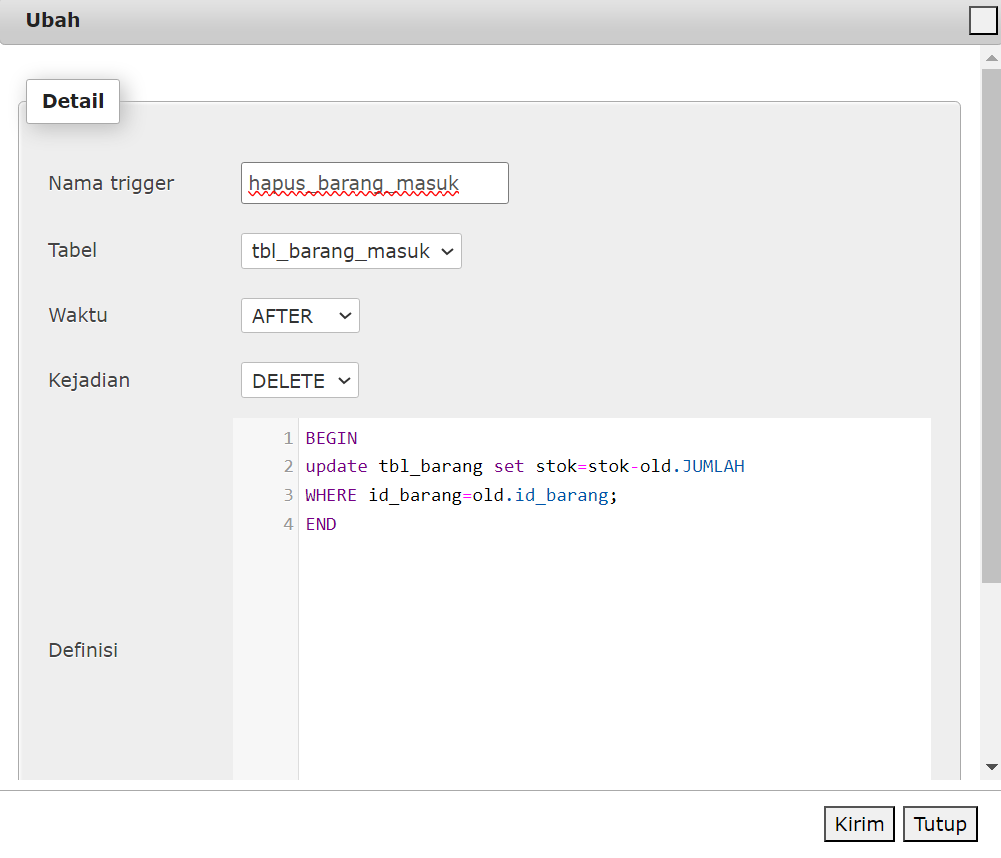 Ubah
Detail
Nama trigger hapus_barang_masuk
Tabel tbl_barang_masuk
Waktu AFTER
Kejadian DELETE
1 BEGIN
2 update tbl_barang set stok=stok-old.JUMLAH
3 WHERE id_barang=old.id_barang;
4 END
Definisi
Kirim Tutup